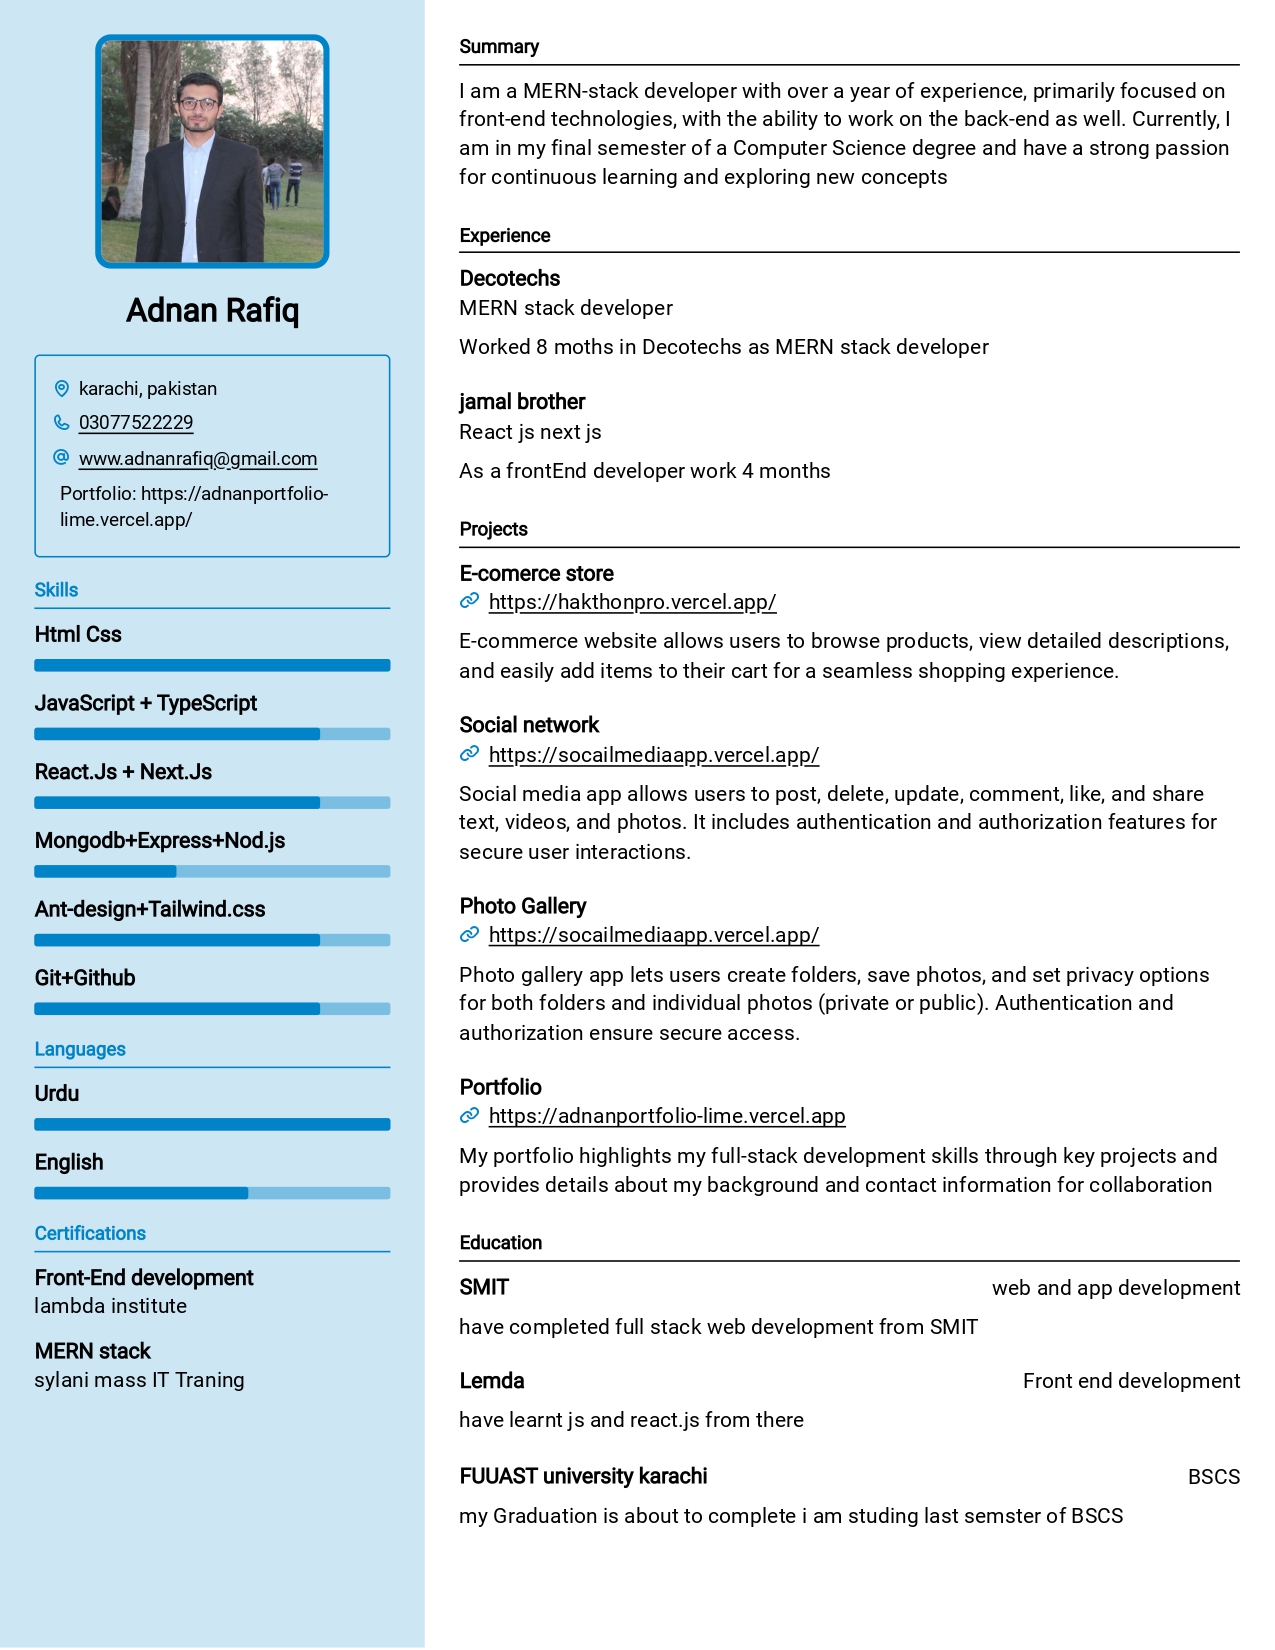 Adnan Rafiq
karachi, pakistan
03077522229
www.adnanrafiq@gmail.com
Portfolio: https://adnanportfolio-
lime.vercel.app/
Skills
Html Css
JavaScript + TypeScript
React.Js + Next.Js
Mongodb+Express+Nod.js
Ant-design+Tailwind.css
Git+Github
Languages
Urdu
English
Certifications
Front-End development
lambda institute
MERN stack
sylani mass IT Traning
Summary
I am a MERN-stack developer with over a year of experience, primarily focused on
front-end technologies, with the ability to work on the back-end as well. Currently, I
am in my final semester of a Computer Science degree and have a strong passion
for continuous learning and exploring new concepts
Experience
Decotechs
MERN stack developer
Worked 8 moths in Decotechs as MERN stack developer
jamal brother
React js next js
As a frontEnd developer work 4 months
Projects
E-comerce store
https://hakthonpro.vercel.app/
E-commerce website allows users to browse products, view detailed descriptions,
and easily add items to their cart for a seamless shopping experience.
Social network
https://socailmediaapp.vercel.app/
Social media app allows users to post, delete, update, comment, like, and share
text, videos, and photos. It includes authentication and authorization features for
secure user interactions.
Photo Gallery
https://socailmediaapp.vercel.app/
Photo gallery app lets users create folders, save photos, and set privacy options
for both folders and individual photos (private or public). Authentication and
authorization ensure secure access.
Portfolio
https://adnanportfolio-lime.vercel.app
My portfolio highlights my full-stack development skills through key projects and
provides details about my background and contact information for collaboration
Education
SMIT web and app development
have completed full stack web development from SMIT
Lemda Front end development
have learnt js and react.js from there
FUUAST university karachi BSCS
my Graduation is about to complete i am studing last semster of BSCS